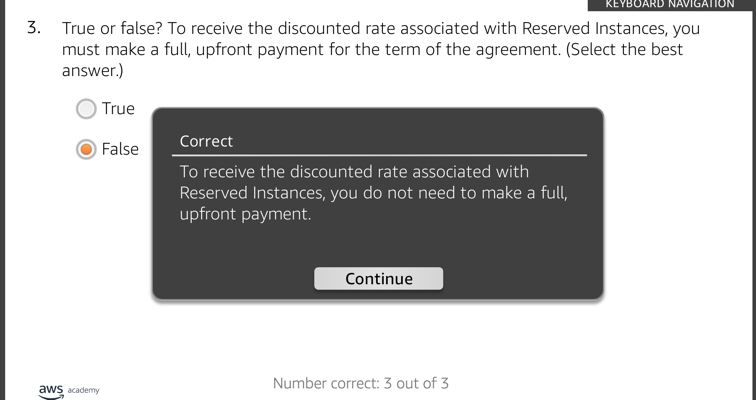 KEYBOARD NAVIGATION
3. True or false? To receive the discounted rate associated with Reserved Instances, you
must make a full, upfront payment for the term of the agreement. (Select the best
answer.)
True
False
Correct
To receive the discounted rate associated with
Reserved Instances, you do not need to make a full,
upfront payment.
Continue
Number correct: 3 out of 3
aws academy